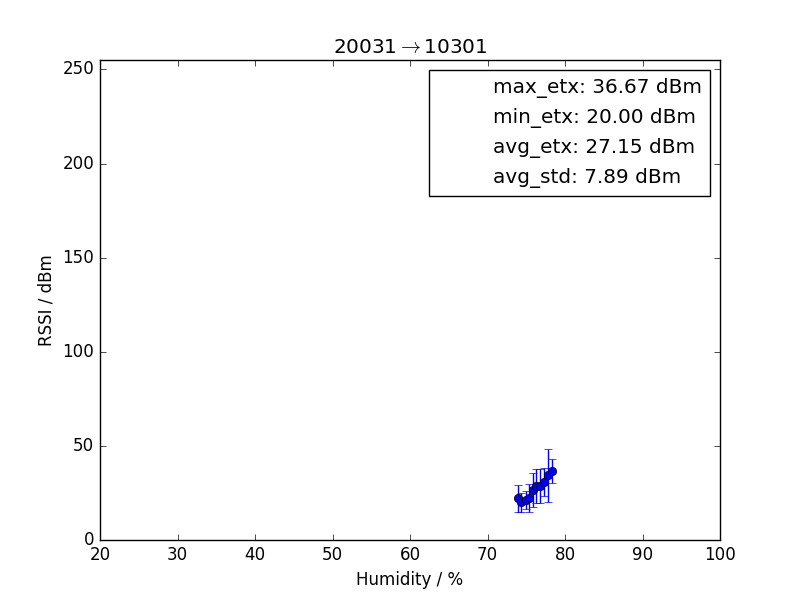 20031→10301
max_etx: 36.67 dBm
min_etx: 20.00 dBm
avg_etx: 27.15 dBm
avg_std: 7.89 dBm
RSSI / dBm
250
200
150
100
50
0
20 30 40 50 60 70 80 90 100
Humidity / %